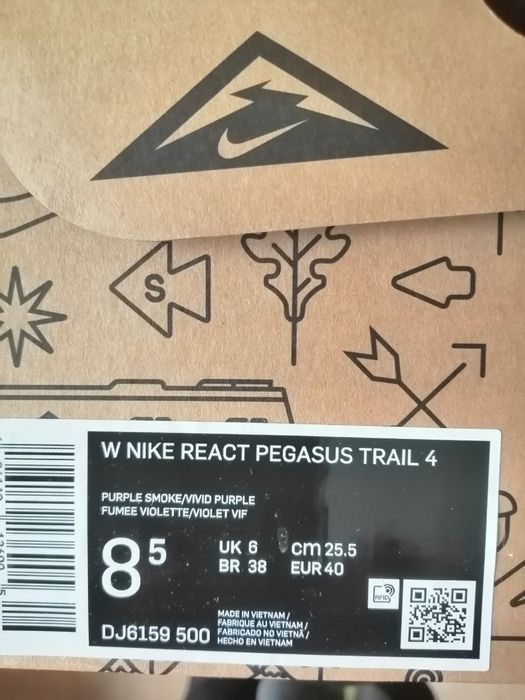 S
W NIKE REACT PEGASUS TRAIL 4
PURPLE SMOKE/VIVID PURPLE
FUMEE VIOLETTE/VIOLET VIF
8 5
UK 6 cm 25.5
BR 38 EUR 40
RFID
MADE IN VIETNAM /
FABRIQUE AU VIETNAM /
FABRICADO NO VIETNÃ /
HECHO EN VIETNAM
DJ6159 500